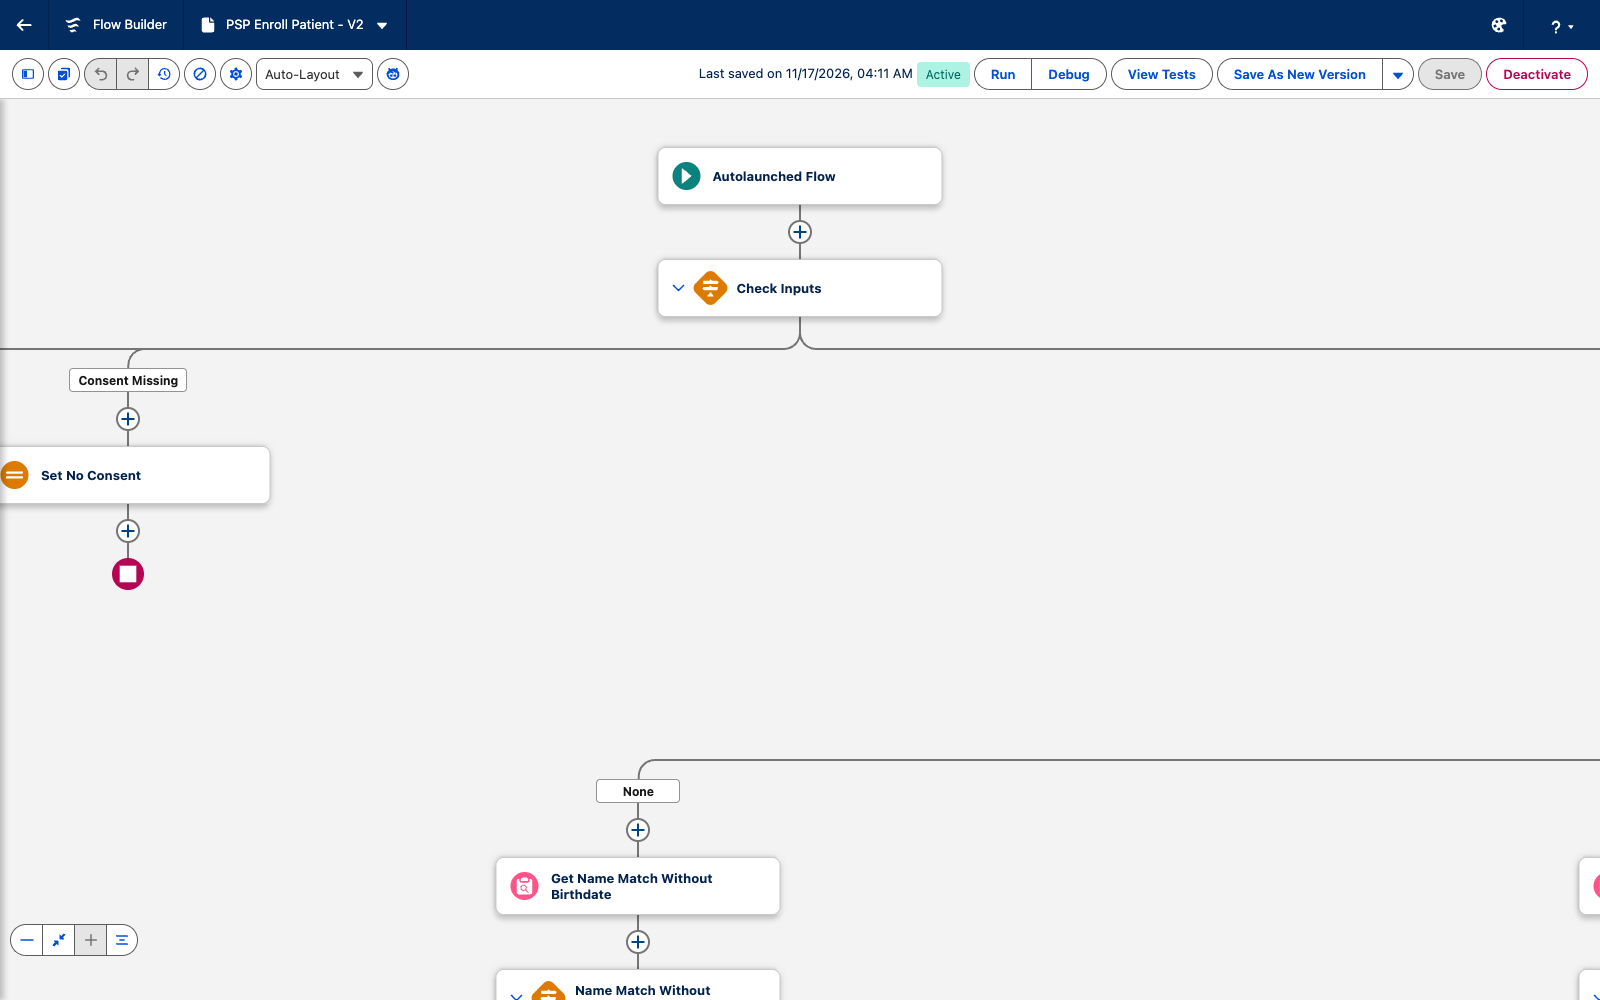 Flow Builder
PSP Enroll Patient - V2
?
Auto-Layout
Last saved on 11/17/2026, 04:11 AM
Active
Run
Debug
View Tests
Save As New Version
Save
Deactivate
Autolaunched Flow
Check Inputs
Consent Missing
Set No Consent
None
Get Name Match Without
Birthdate
Name Match Without